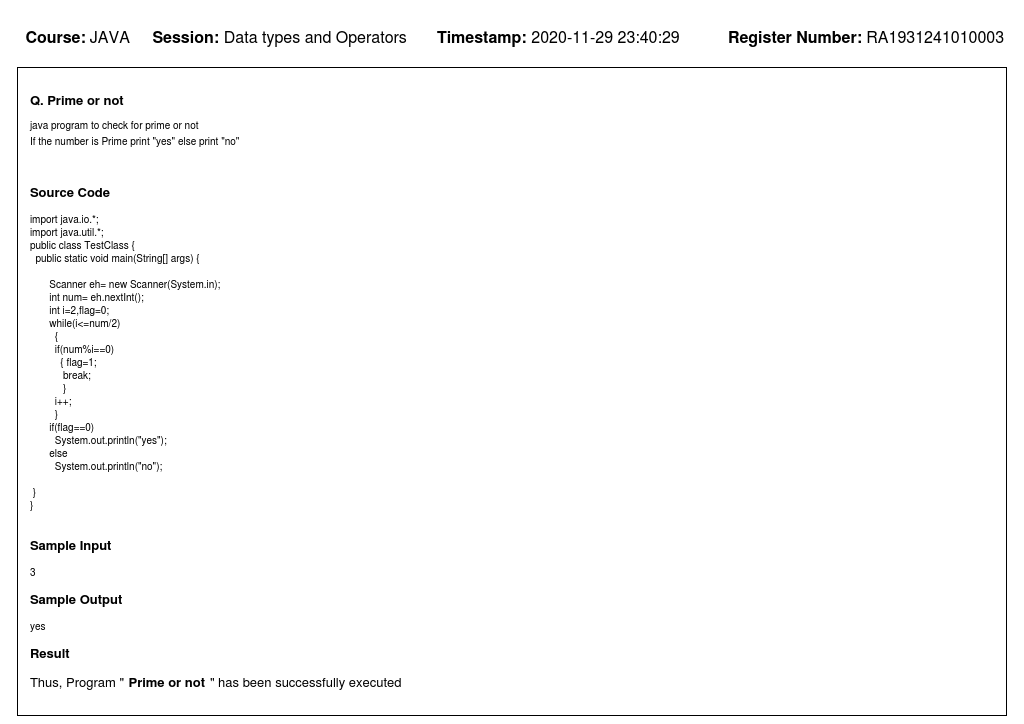 Course: JAVA Session: Data types and Operators Timestamp: 2020-11-29 23:40:29 Register Number: RA1931241010003
Q. Prime or not
java program to check for prime or not
If the number is Prime print "yes" else print "no"
Source Code
import java.io.*;
import java.util.*;
public class TestClass {
public static void main(String[] args) {
Scanner eh= new Scanner(System.in);
int num= eh.nextInt();
int i=2,flag=0;
while(i<=num/2)
{
if(num%i==0)
{ flag=1;
break;
}
i++;
}
if(flag==0)
System.out.println("yes");
else
System.out.println("no");
}
}
Sample Input
3
Sample Output
yes
Result
Thus, Program " Prime or not " has been successfully executed